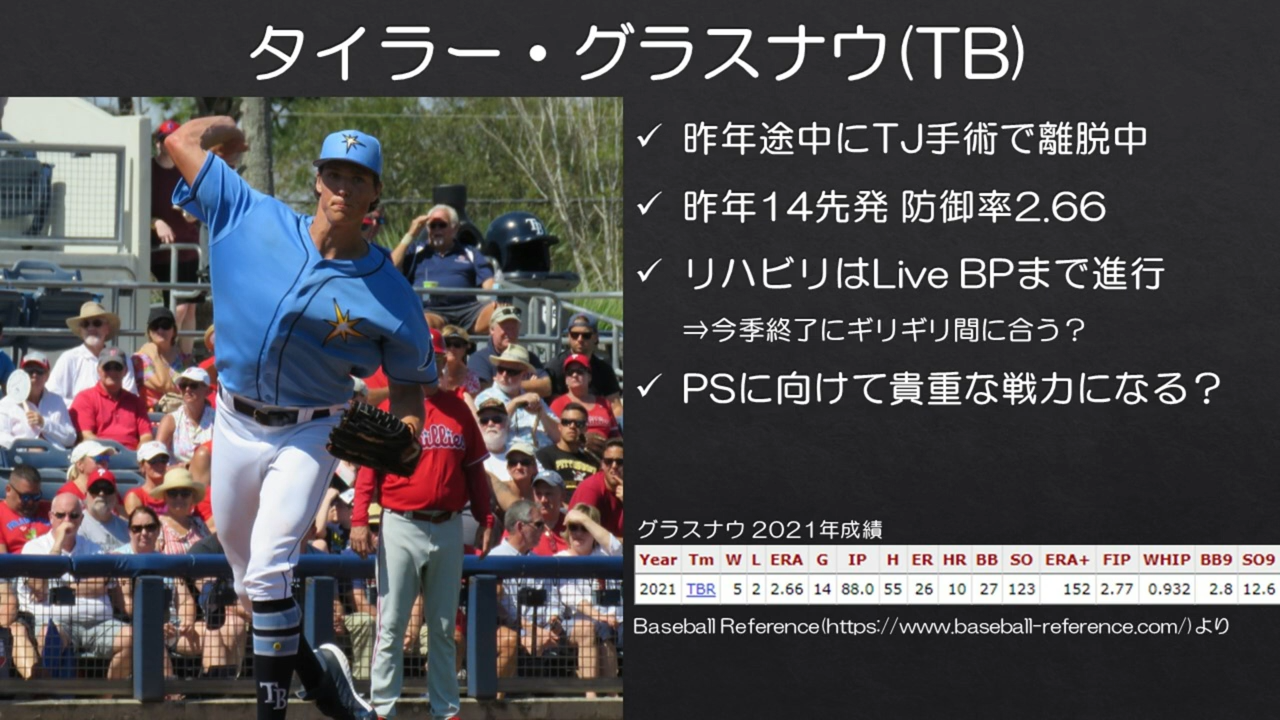 タイラー・グラスナウ(TB)
✓ 昨年途中にTJ手術で離脱中
✓ 昨年14先発 防御率2.66
✓ リハビリはLive BPまで進行
⇒今季終了にギリギリ間に合う？
✓ PSに向けて貴重な戦力になる？
グラスナウ 2021年成績
Year Tm W L ERA G IP H ER HR BB SO ERA+ FIP WHIP BB9 SO9
2021 TBR 5 2 2.66 14 88.0 55 26 10 27 123 152 2.77 0.932 2.8 12.6
Baseball Reference(https://www.baseball-reference.com/)より
TB
Phillies
TB